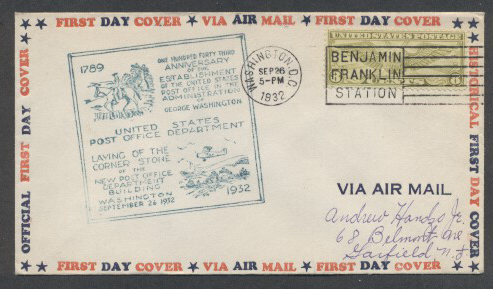 ★ FIRST DAY COVER ★ VIA AIR MAIL ★ FIRST DAY COVER ★
OFFICIAL FIRST DAY COVER
1789
ONE HUNDRED FORTY THIRD
ANNIVERSARY
OF THE
ESTABLISHMENT
OF THE UNITED STATES
POST OFFICE IN THE
ADMINISTRATION
OF
GEORGE WASHINGTON
UNITED STATES
POST OFFICE DEPARTMENT
LAYING OF THE
CORNER STONE
OF THE
NEW POST OFFICE
DEPARTMENT
BUILDING
WASHINGTON
SEPTEMBER 26 1932
1932
WASHINGTON, D.C.
SEP 26
5-PM
1932
UNITED STATES POSTAGE
BENJAMIN
FRANKLIN
STATION
HISTORICAL FIRST DAY COVER
VIA AIR MAIL
Andrew Jr.
68 Belmont Ave
Garfield N.J.
★ FIRST DAY COVER ★ VIA AIR MAIL ★ FIRST DAY COVER ★